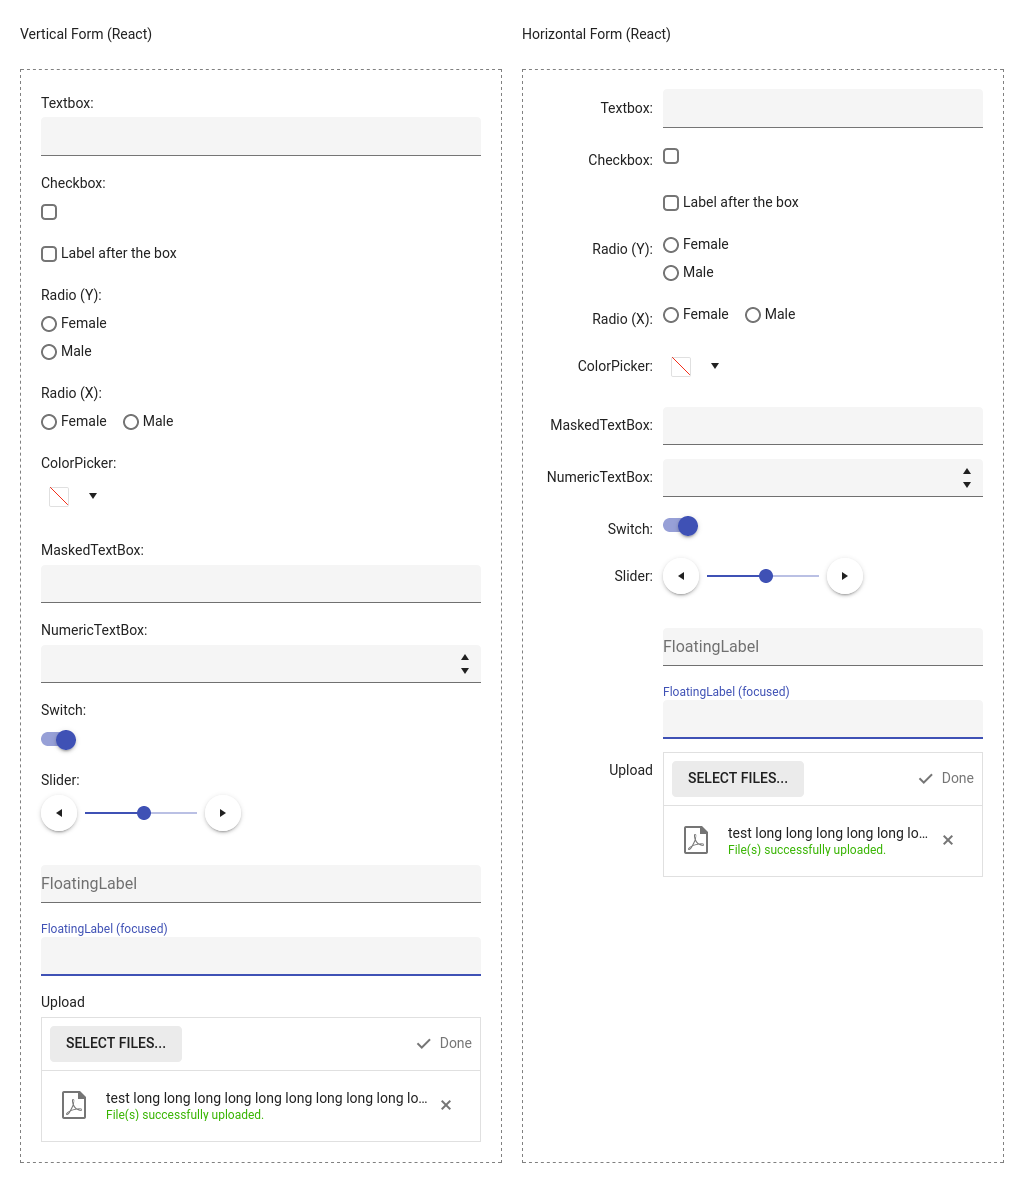 Vertical Form (React)
Textbox:
Checkbox:
Label after the box
Radio (Y):
Female
Male
Radio (X):
Female Male
ColorPicker:
MaskedTextBox:
NumericTextBox:
Switch:
Slider:
FloatingLabel
FloatingLabel (focused)
Upload
SELECT FILES... Done
test long long long long long long long long long lo...
File(s) successfully uploaded.
Horizontal Form (React)
Textbox:
Checkbox:
Label after the box
Radio (Y): Female
Male
Radio (X): Female Male
ColorPicker:
MaskedTextBox:
NumericTextBox:
Switch:
Slider:
FloatingLabel
FloatingLabel (focused)
Upload SELECT FILES... Done
test long long long long long lo...
File(s) successfully uploaded.